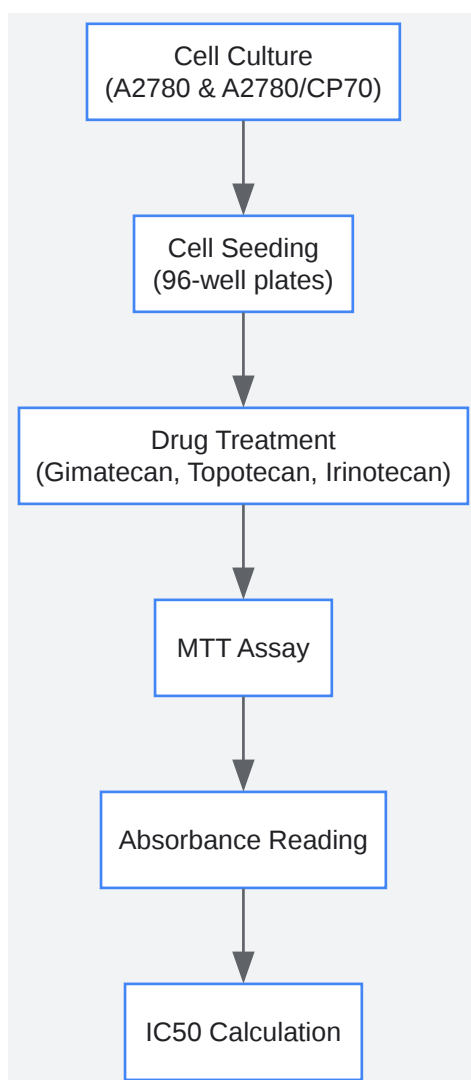 Cell Culture
(A2780 & A2780/CP70)
Cell Seeding
(96-well plates)
Drug Treatment
(Gimatecan, Topotecan, Irinotecan)
MTT Assay
Absorbance Reading
IC50 Calculation